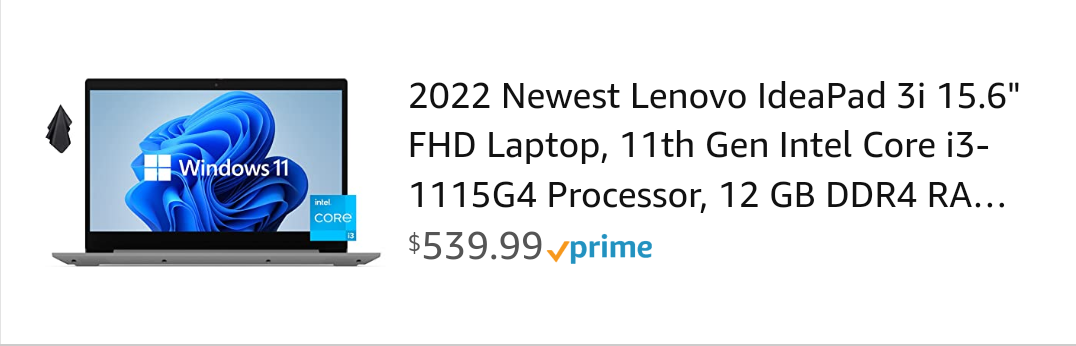 Windows 11
intel.
CORE
i3
2022 Newest Lenovo IdeaPad 3i 15.6"
FHD Laptop, 11th Gen Intel Core i3-
1115G4 Processor, 12 GB DDR4 RA...
$539.99 prime